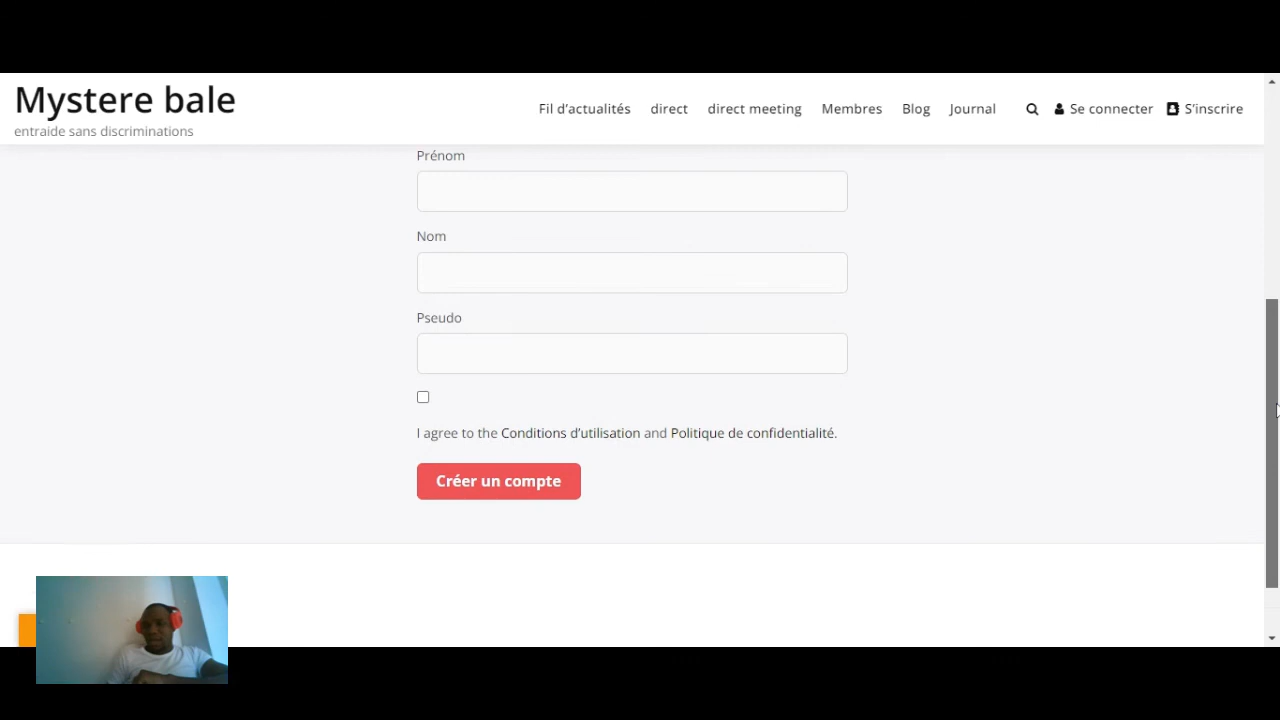 Mystere bale
entraide sans discriminations
Fil d’actualités direct direct meeting Membres Blog Journal Se connecter S’inscrire
Prénom
Nom
Pseudo
I agree to the Conditions d’utilisation and Politique de confidentialité.
Créer un compte